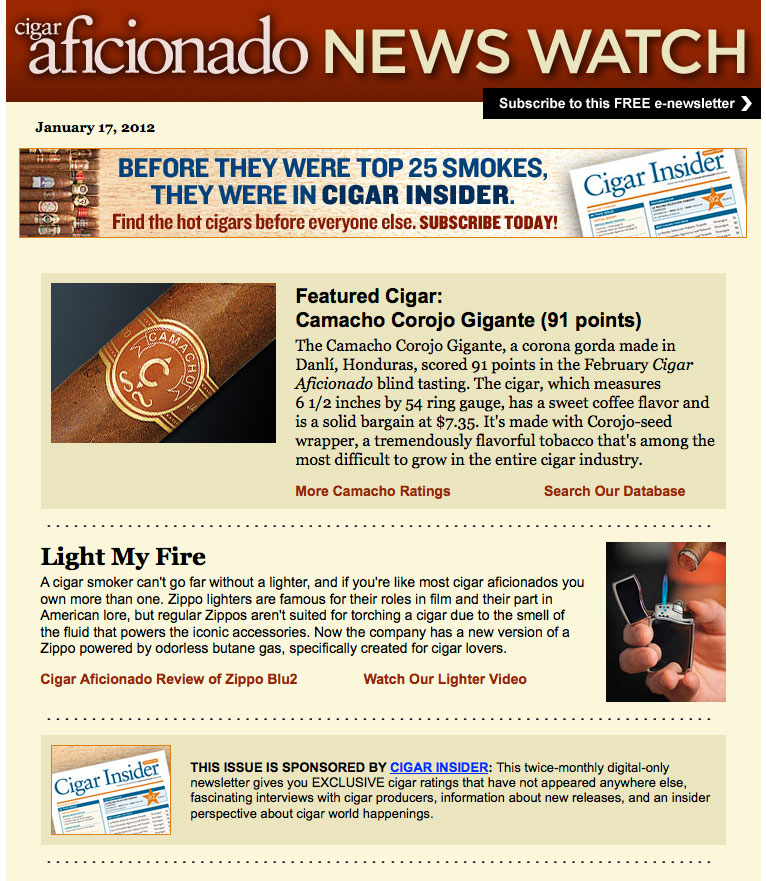 cigar
aficionado NEWS WATCH
Subscribe to this FREE e-newsletter ❯
January 17, 2012
BEFORE THEY WERE TOP 25 SMOKES,
THEY WERE IN CIGAR INSIDER.
Find the hot cigars before everyone else. SUBSCRIBE TODAY!
Cigar Insider
92
CAMACHO
Featured Cigar:
Camacho Corojo Gigante (91 points)
The Camacho Corojo Gigante, a corona gorda made in
Danlí, Honduras, scored 91 points in the February Cigar
Aficionado blind tasting. The cigar, which measures
6 1/2 inches by 54 ring gauge, has a sweet coffee flavor and
is a solid bargain at $7.35. It's made with Corojo-seed
wrapper, a tremendously flavorful tobacco that's among the
most difficult to grow in the entire cigar industry.
More Camacho Ratings Search Our Database
Light My Fire
A cigar smoker can't go far without a lighter, and if you're like most cigar aficionados you
own more than one. Zippo lighters are famous for their roles in film and their part in
American lore, but regular Zippos aren't suited for torching a cigar due to the smell of
the fluid that powers the iconic accessories. Now the company has a new version of a
Zippo powered by odorless butane gas, specifically created for cigar lovers.
Cigar Aficionado Review of Zippo Blu2 Watch Our Lighter Video
Cigar Insider
THIS ISSUE IS SPONSORED BY CIGAR INSIDER: This twice-monthly digital-only
newsletter gives you EXCLUSIVE cigar ratings that have not appeared anywhere else,
fascinating interviews with cigar producers, information about new releases, and an insider
perspective about cigar world happenings.